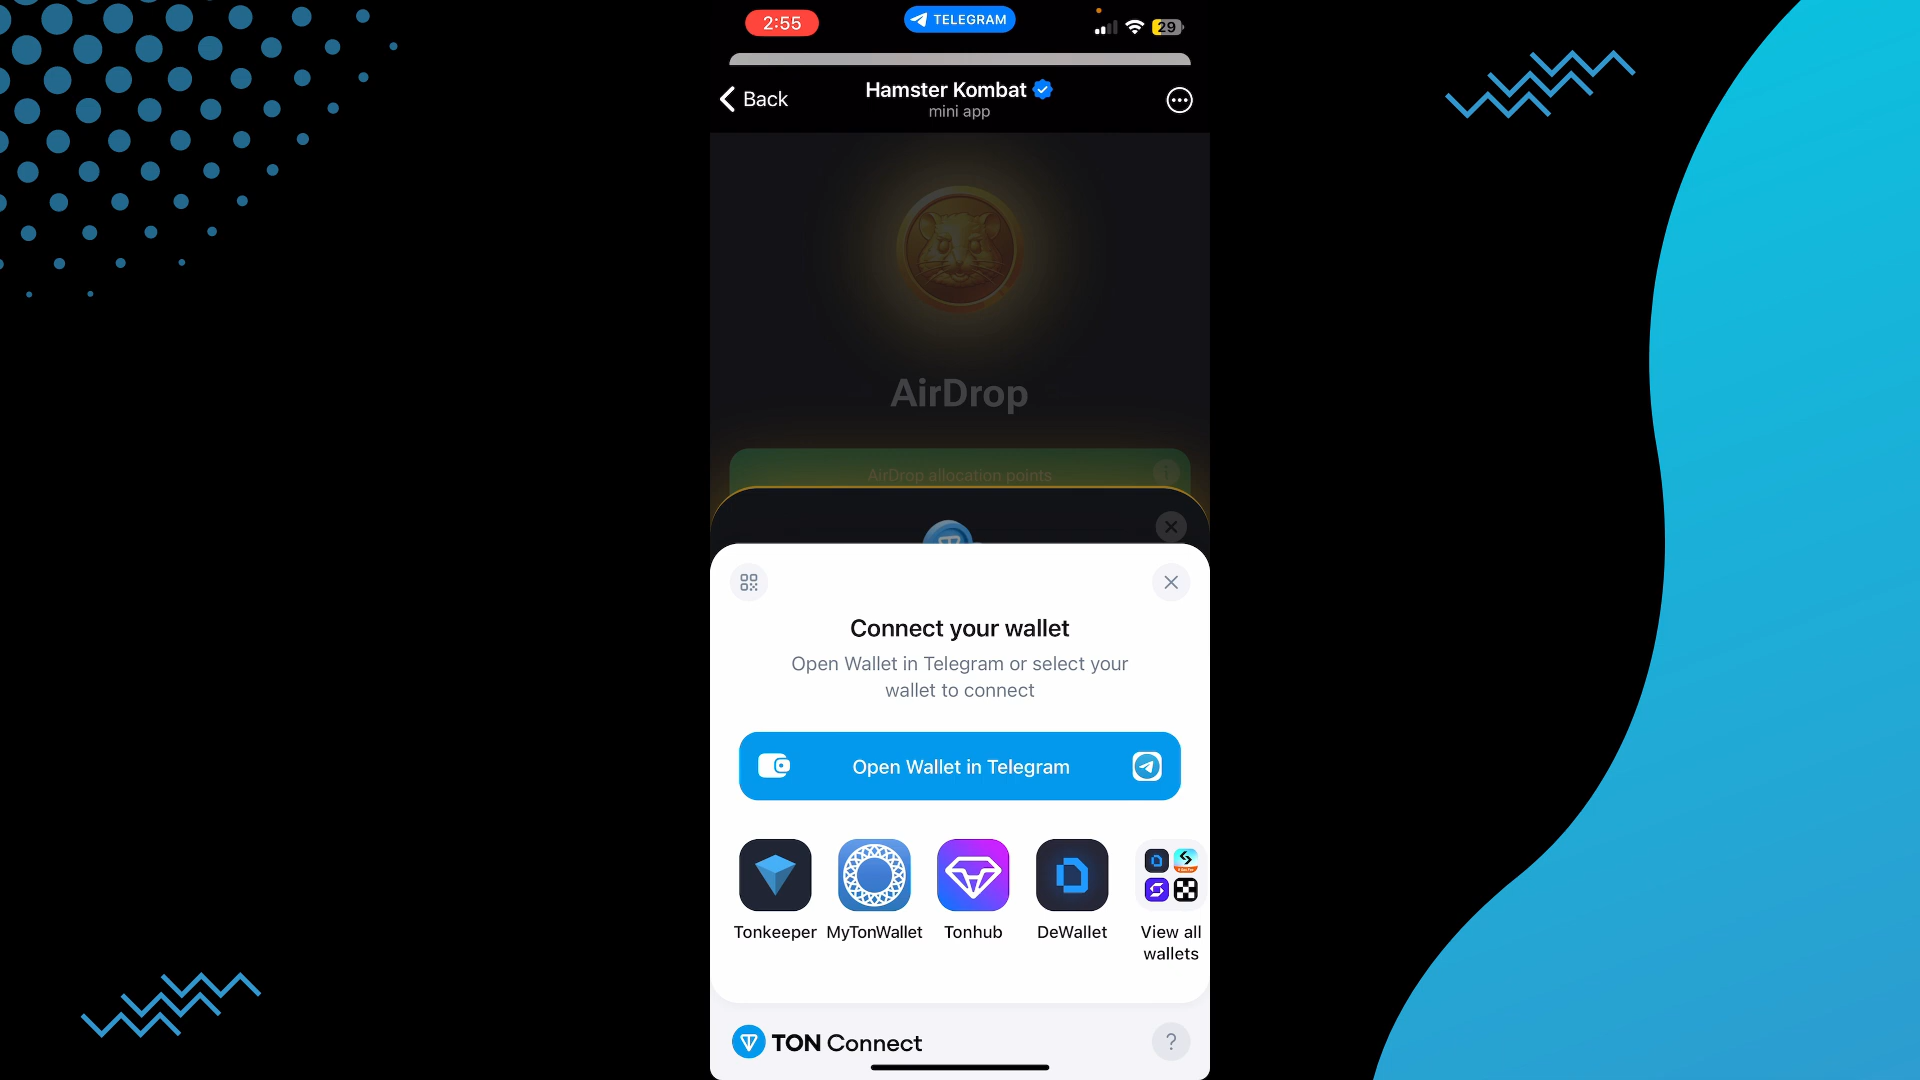 2:55
TELEGRAM
29
Back
Hamster Kombat
mini app
AirDrop
AirDrop allocation points
Connect your wallet
Open Wallet in Telegram or select your
wallet to connect
Open Wallet in Telegram
Tonkeeper
MyTonWallet
Tonhub
DeWallet
View all
wallets
TON Connect
?